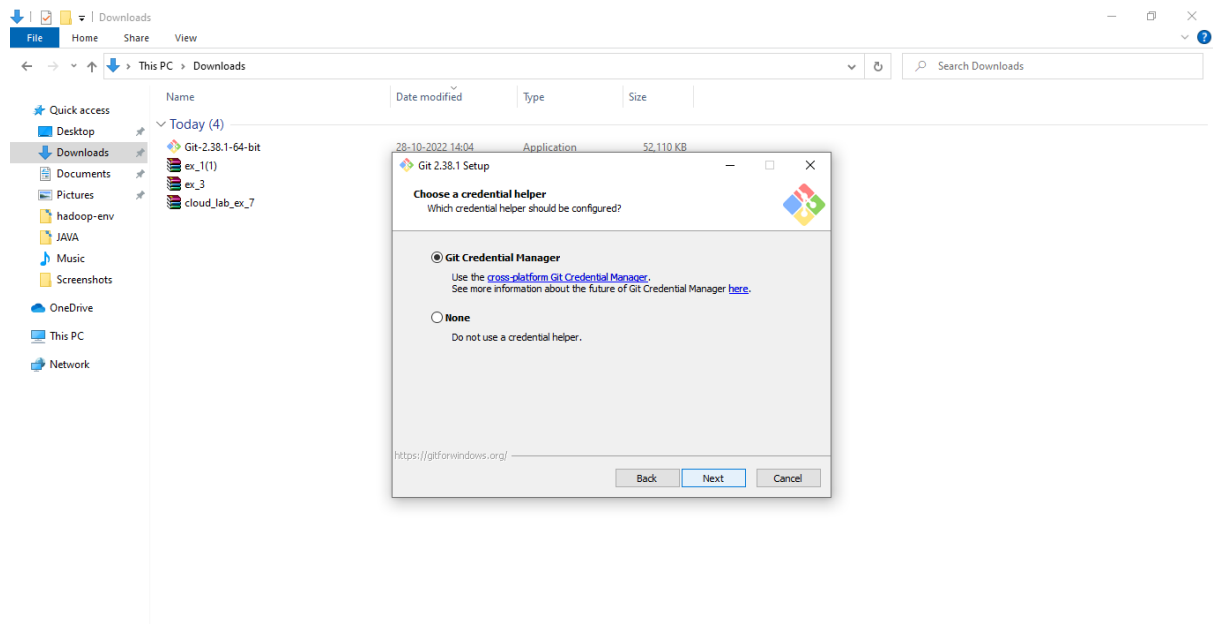 Downloads
File Home Share View
This PC > Downloads
Search Downloads
Name Date modified Type Size
Quick access
Desktop
Downloads
Documents
Pictures
hadoop-env
JAVA
Music
Screenshots
OneDrive
This PC
Network
Today (4)
Git-2.38.1-64-bit 28-10-2022 14:04 Application 52,110 KB
ex_1(1)
ex_3
cloud_lab_ex_7
Git 2.38.1 Setup
Choose a credential helper
Which credential helper should be configured?
Git Credential Manager
Use the cross-platform Git Credential Manager.
See more information about the future of Git Credential Manager here.
None
Do not use a credential helper.
https://gitforwindows.org/
Back Next Cancel